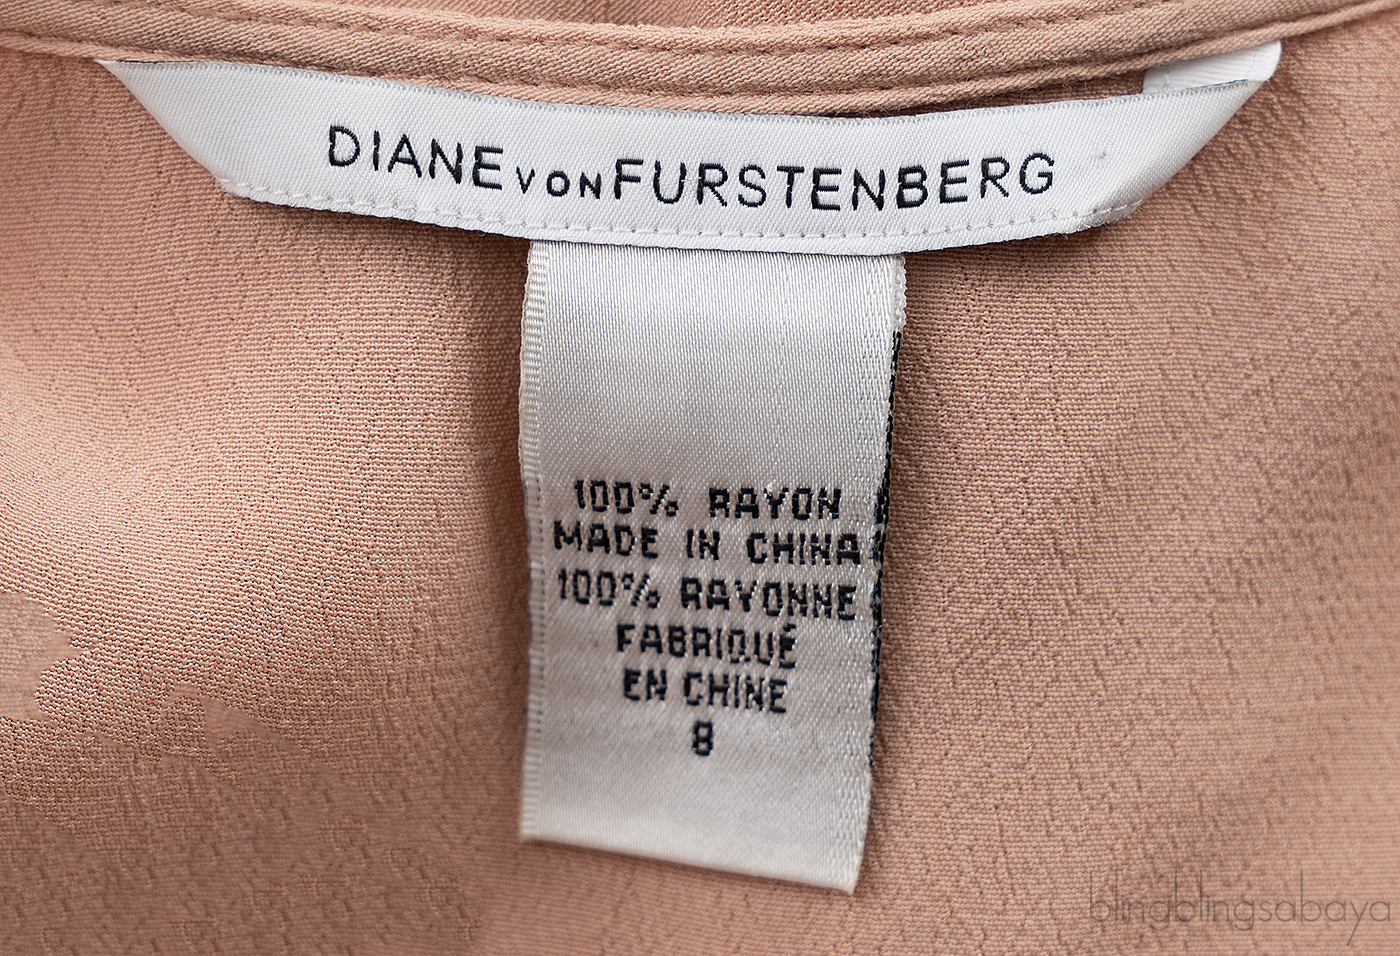 DIANE VON FURSTENBERG
100% RAYON
MADE IN CHINA
100% RAYONNE
FABRIQUÉ
EN CHINE
8
blingblingsabaya